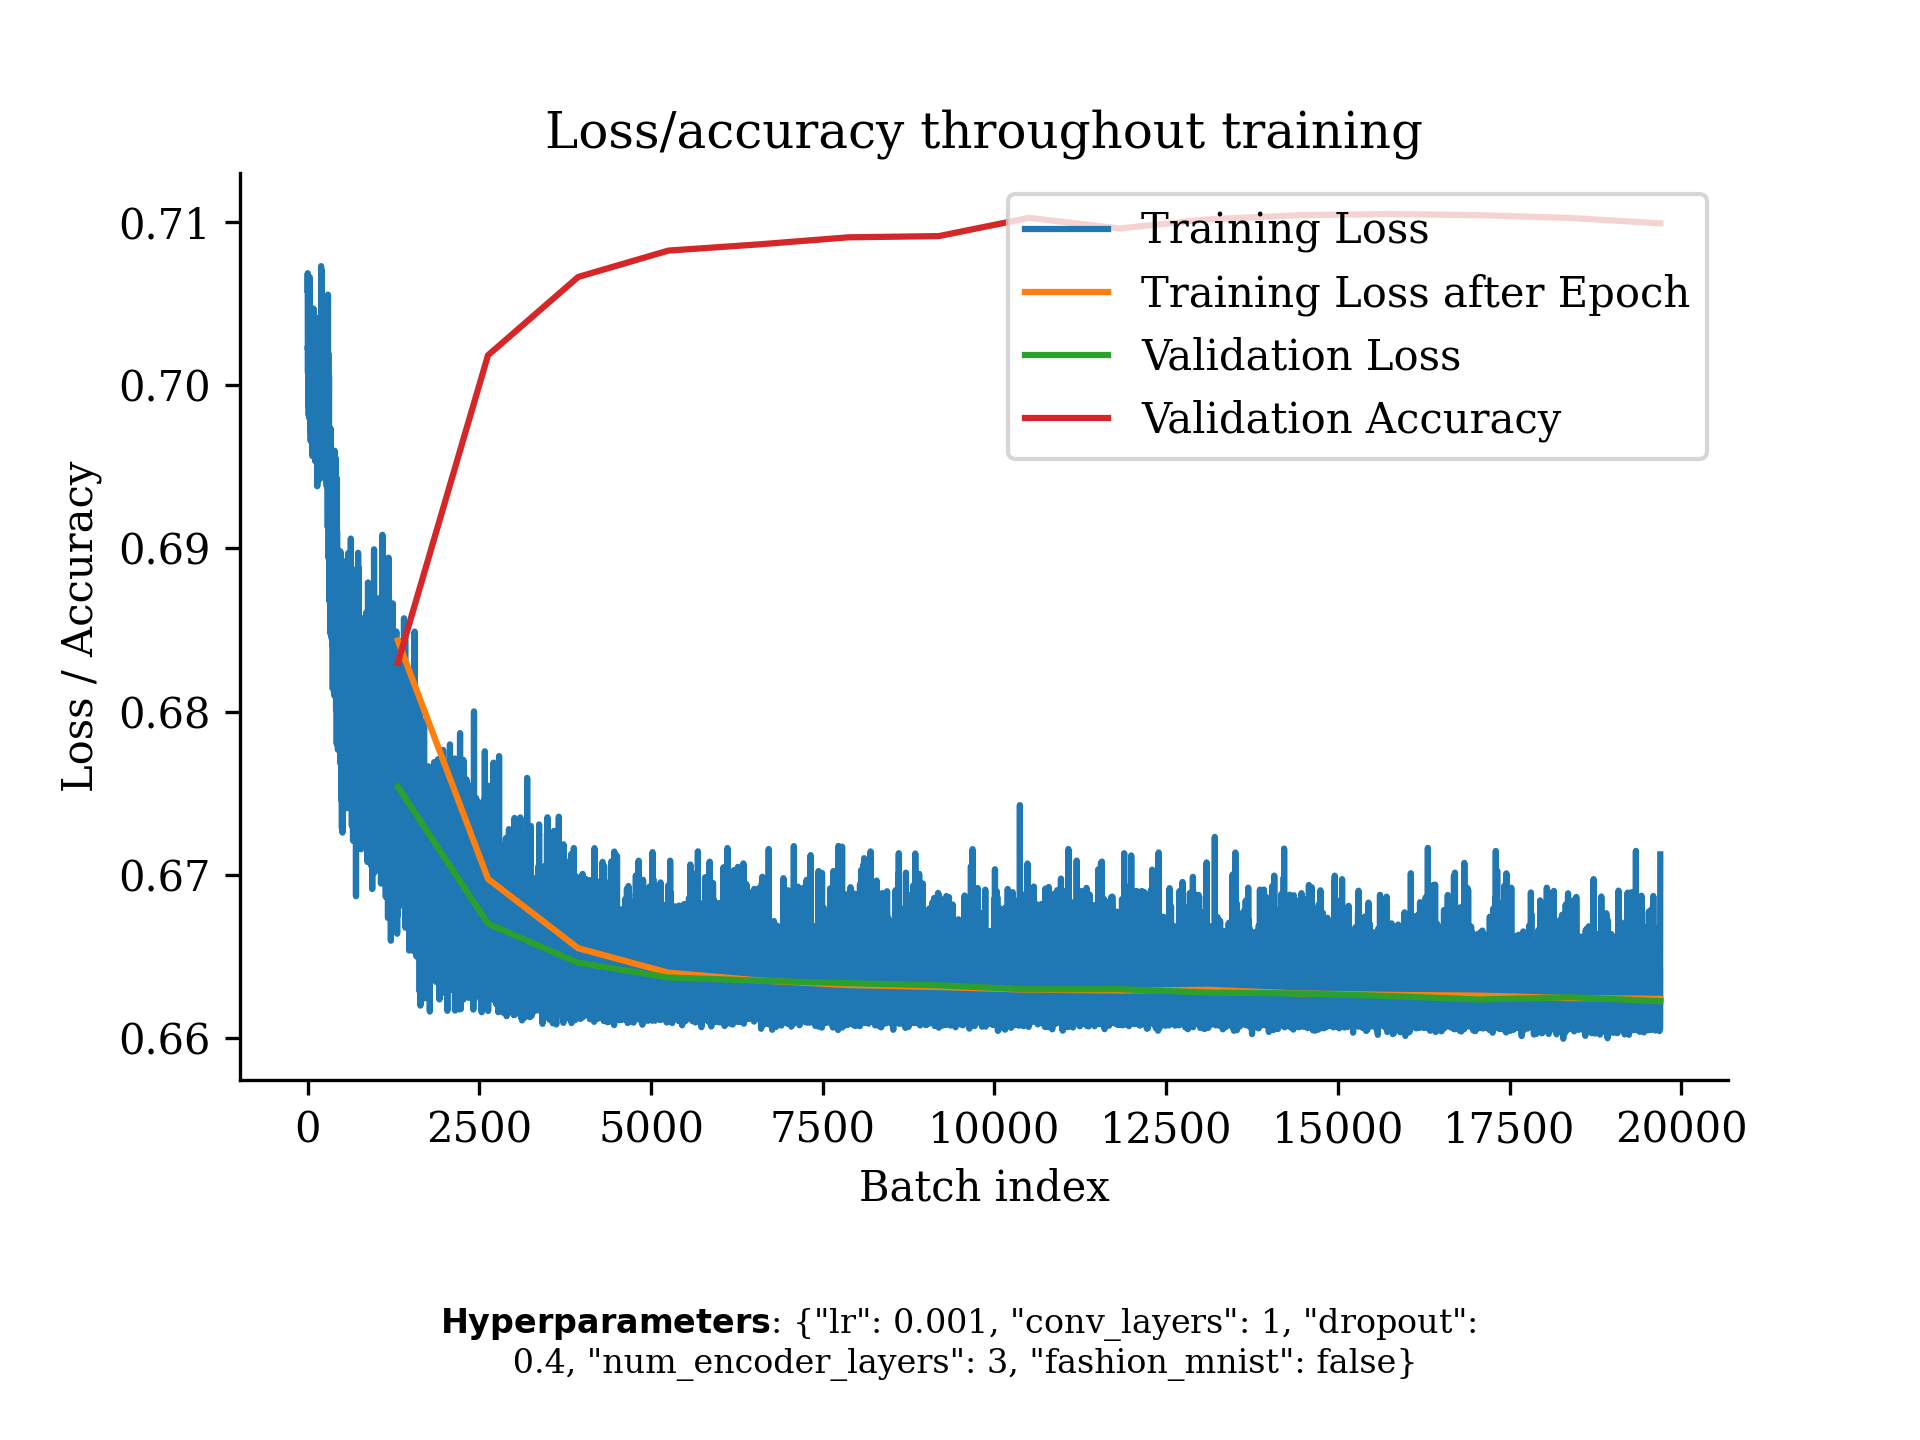 Loss/accuracy throughout training
0.71
0.70
0.69
0.68
0.67
0.66
Loss / Accuracy
Training Loss
Training Loss after Epoch
Validation Loss
Validation Accuracy
0 2500 5000 7500 10000 12500 15000 17500 20000
Batch index
Hyperparameters: {"lr": 0.001, "conv_layers": 1, "dropout":
0.4, "num_encoder_layers": 3, "fashion_mnist": false}